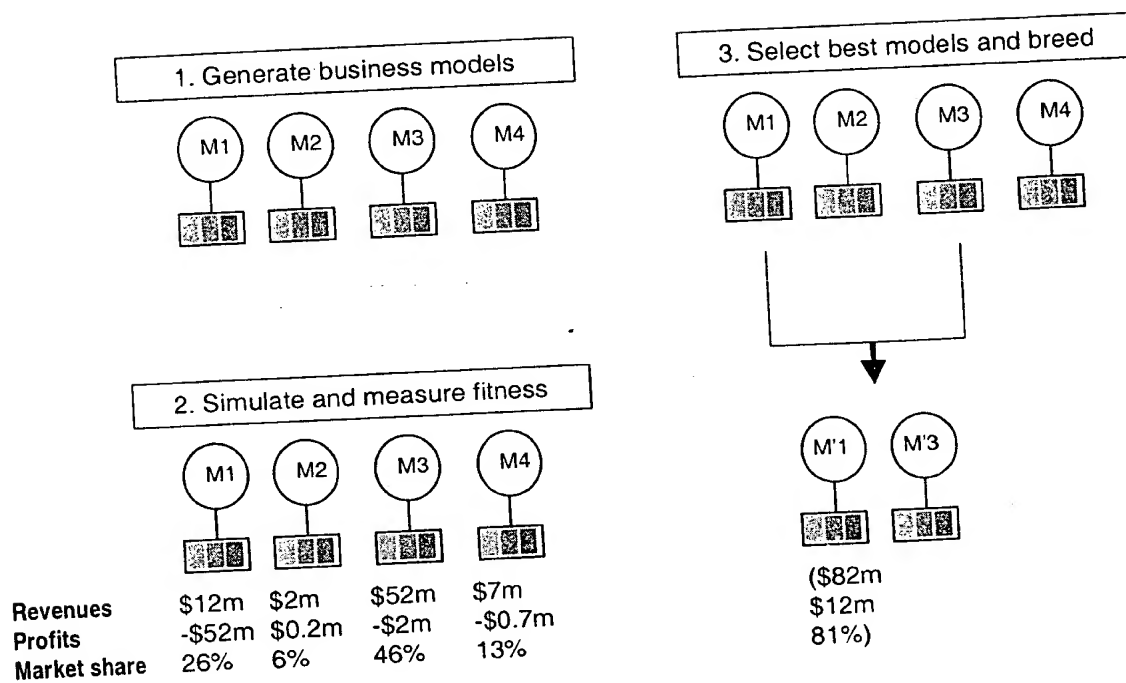 1. Generate business models
M1 M2 M3 M4
2. Simulate and measure fitness
M1 M2 M3 M4
Revenues $12m $2m $52m $7m
Profits -$52m $0.2m -$2m -$0.7m
Market share 26% 6% 46% 13%
3. Select best models and breed
M1 M2 M3 M4
M'1 M'3
($82m
$12m
81%)